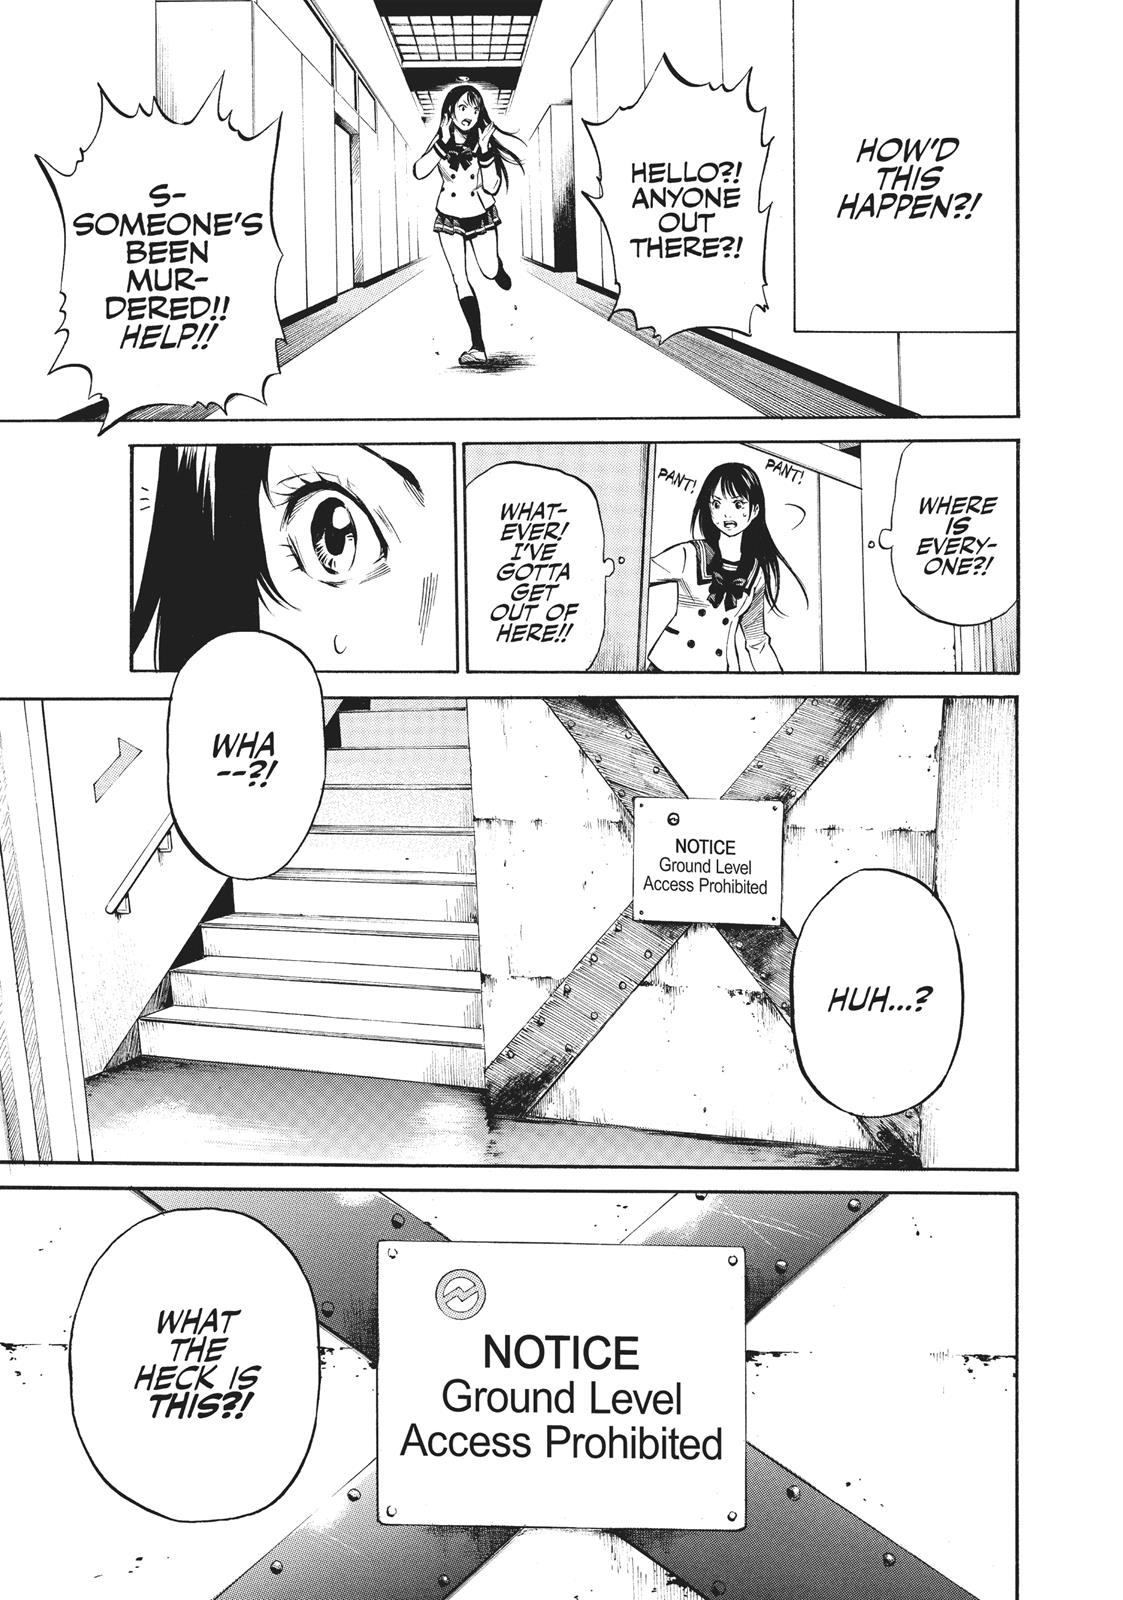 HOW'D
THIS
HAPPEN?!
HELLO?!
ANYONE
OUT
THERE?!
S-
SOMEONE'S
BEEN
MUR-
DERED!!
HELP!!
WHERE
IS
EVERY-
ONE?!
PANT!
PANT!
WHAT-
EVER!
I'VE
GOTTA
GET
OUT OF
HERE!!
HUH...?
NOTICE
Ground Level
Access Prohibited
WHA
--?!
NOTICE
Ground Level
Access Prohibited
WHAT
THE
HECK IS
THIS?!